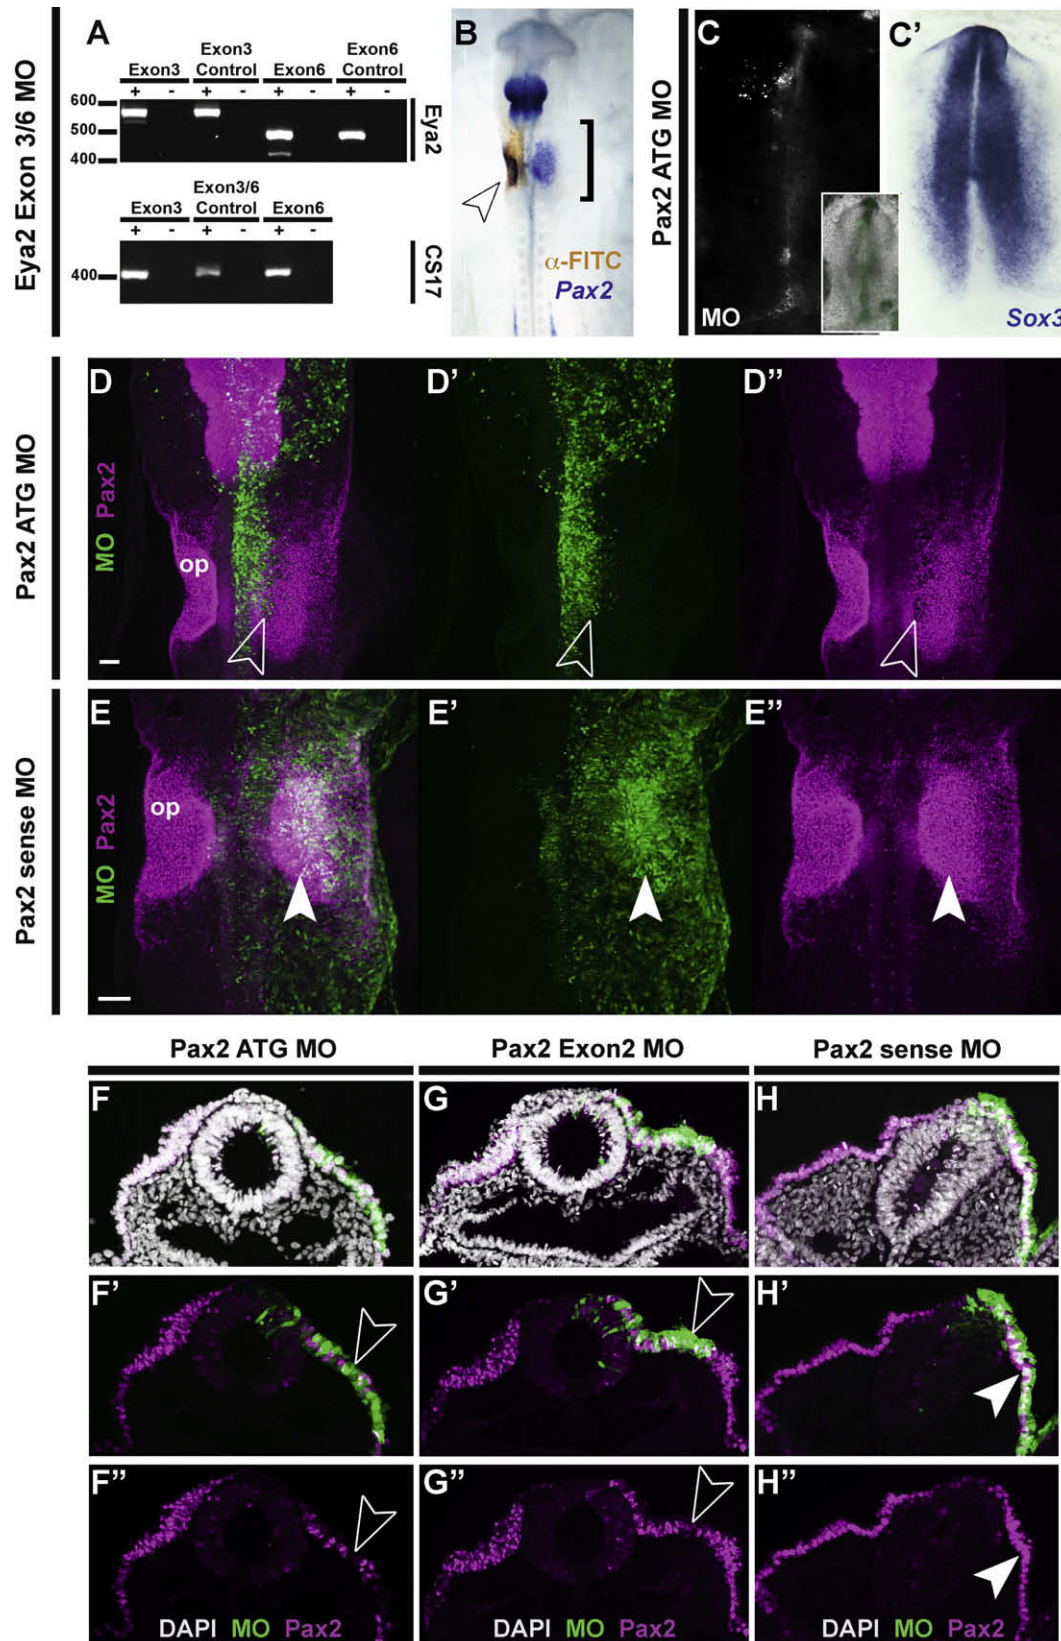 Eya2 Exon 3/6 MO
A
Exon3 Exon3 Control Exon6 Exon6 Control
+ - + - + - + -
600
500
400
Eya2
Exon3 Exon3/6 Control Exon6
+ - + - + -
400
CS17
B
α-FITC
Pax2
Pax2 ATG MO
C
MO
C'
Sox3
Pax2 ATG MO
MO Pax2
D
op
D'
D''
Pax2 sense MO
MO Pax2
E
op
E'
E''
Pax2 ATG MO Pax2 Exon2 MO Pax2 sense MO
F G H
F' G' H'
F'' G'' H''
DAPI MO Pax2 DAPI MO Pax2 DAPI MO Pax2